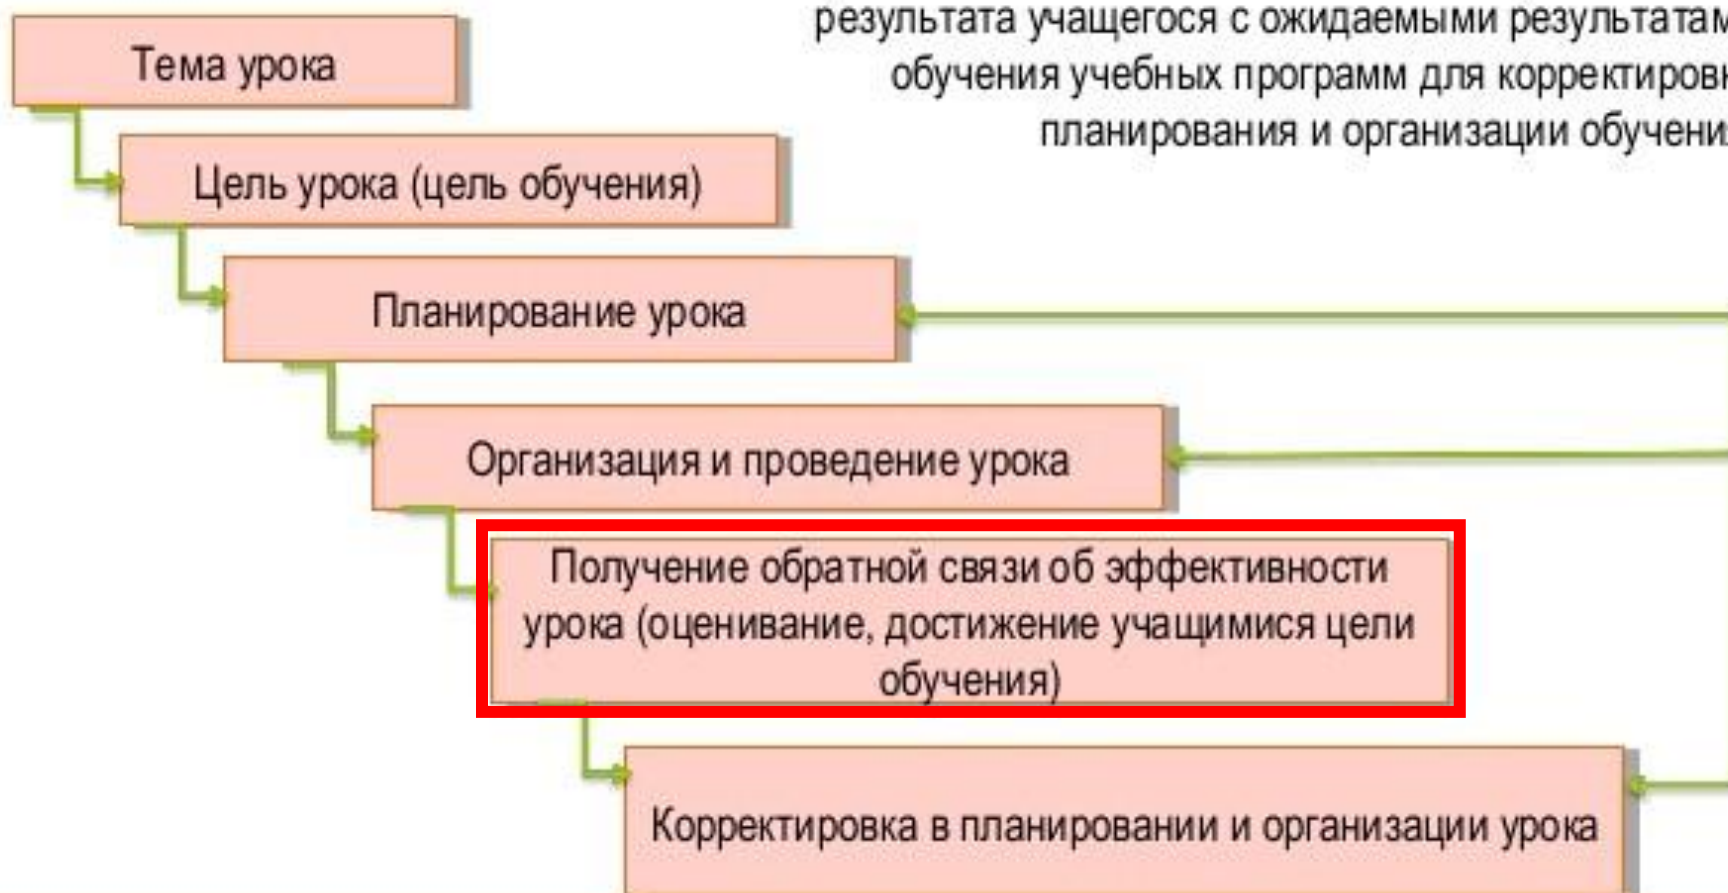 результата учащегося с ожидаемыми результатам
обучения учебных программ для корректировк
планирования и организации обучени
Тема урока
Цель урока (цель обучения)
Планирование урока
Организация и проведение урока
Получение обратной связи об эффективности
урока (оценивание, достижение учащимися цели
обучения)
Корректировка в планировании и организации урока